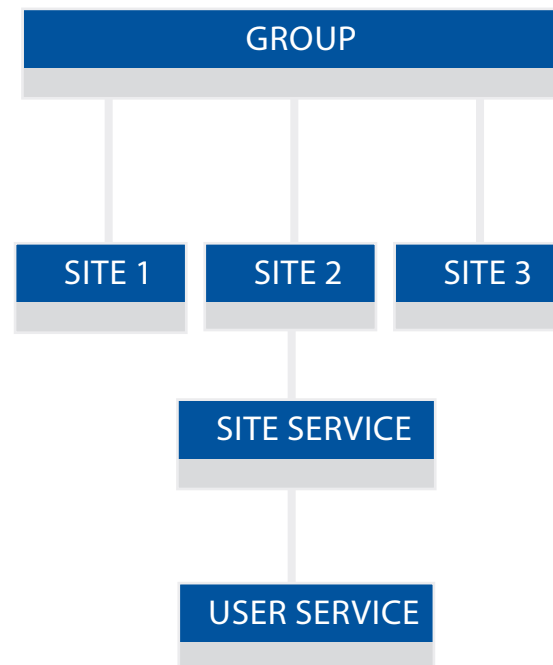 GROUP
SITE 1
SITE 2
SITE 3
SITE SERVICE
USER SERVICE